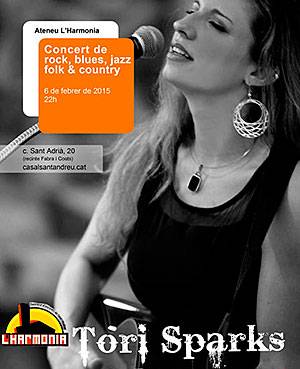 Ateneu L'Harmonia
Concert de
rock, blues, jazz
folk & country
6 de febrer de 2015
22h
c. Sant Adrià, 20
(recinte Fabra i Coats)
casalsantandreu.cat
L'HARMONIA
Tori Sparks